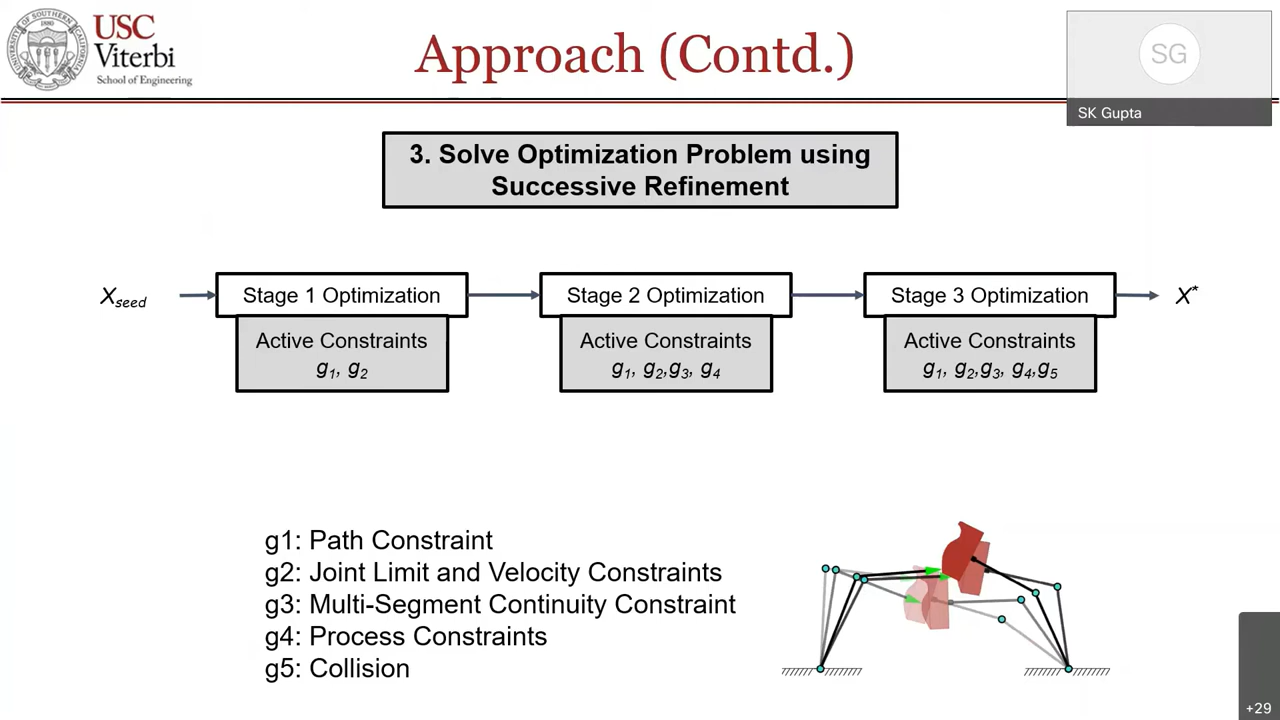 USC
Viterbi
School of Engineering
Approach (Contd.)
SG
SK Gupta
3. Solve Optimization Problem using
Successive Refinement
Xseed
Stage 1 Optimization
Stage 2 Optimization
Stage 3 Optimization
X*
Active Constraints
g1, g2
Active Constraints
g1, g2,g3, g4
Active Constraints
g1, g2,g3, g4,g5
g1: Path Constraint
g2: Joint Limit and Velocity Constraints
g3: Multi-Segment Continuity Constraint
g4: Process Constraints
g5: Collision
+29